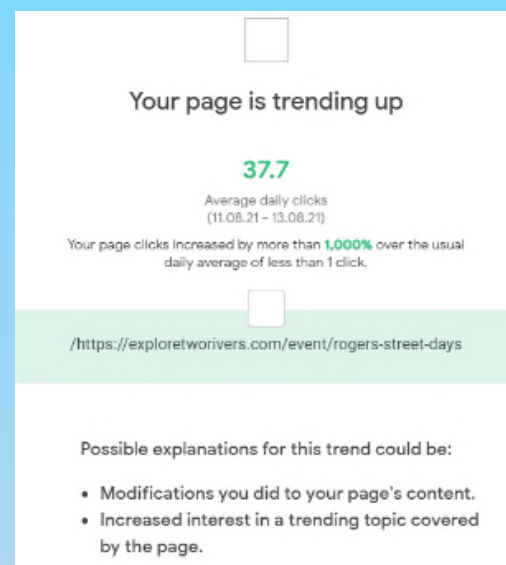 Your page is trending up
37.7
Average daily clicks
(11.08.21 - 13.08.21)
Your page clicks increased by more than 1,000% over the usual
daily average of less than 1 click.
/https://exploretworivers.com/event/rogers-street-days
Possible explanations for this trend could be:
• Modifications you did to your page's content.
• Increased interest in a trending topic covered
by the page.